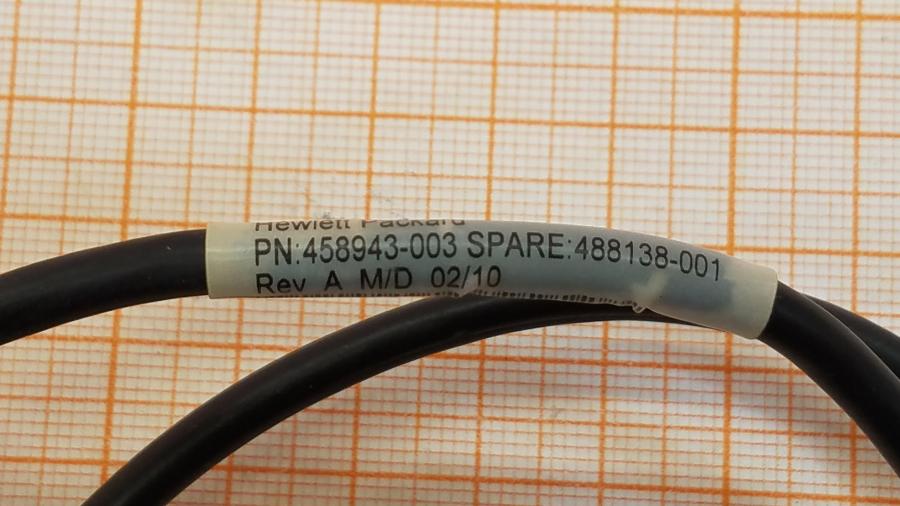 Hewlett Packard
PN:458943-003 SPARE:488138-001
Rev A M/D 02/10